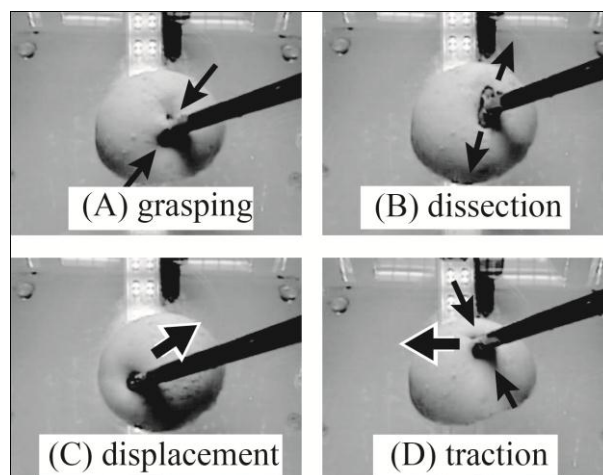 (A) grasping
(B) dissection
(C) displacement
(D) traction